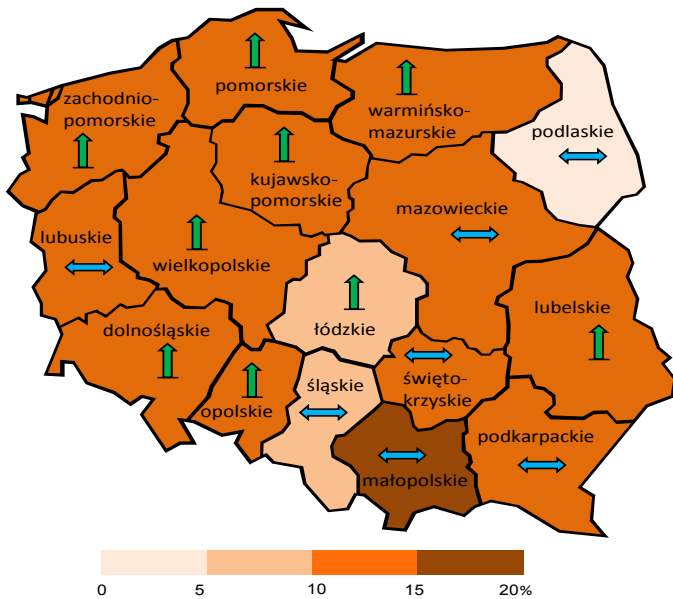 pomorskie
zachodnio-
pomorskie
warmińsko-
mazurskie
podlaskie
kujawsko-
pomorskie
mazowieckie
lubuskie
wielkopolskie
lubelskie
dolnośląskie
łódzkie
śląskie
święto-
krzyskie
opolskie
podkarpackie
małopolskie
0 5 10 15 20%